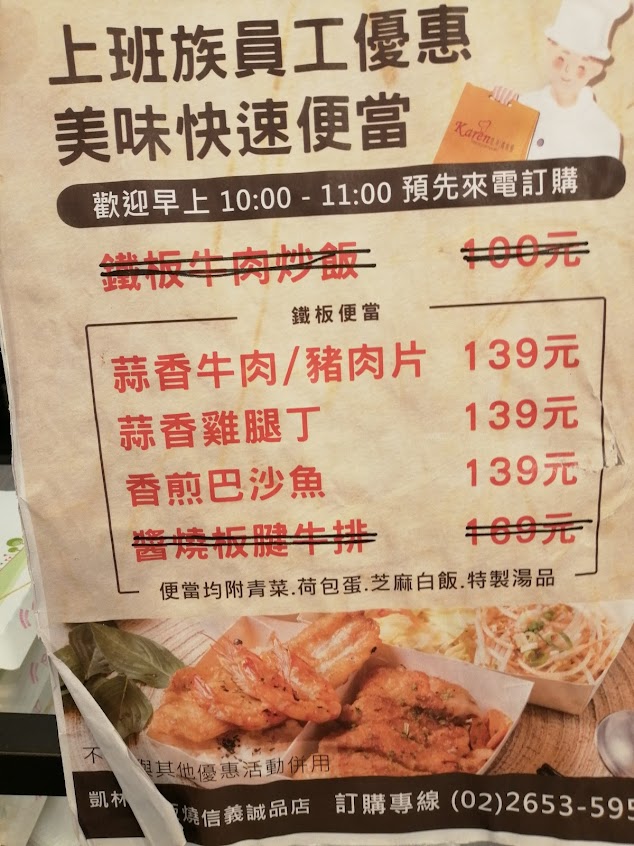 上班族員工優惠
美味快速便當
Karen
歡迎早上 10:00 - 11:00 預先來電訂購
鐵板牛肉炒飯 100元
鐵板便當
蒜香牛肉/豬肉片 139元
蒜香雞腿丁 139元
香煎巴沙魚 139元
醬燒板腱牛排 169元
便當均附青菜.荷包蛋.芝麻白飯.特製湯品
不 與其他優惠活動併用
凱林 燒信義誠品店 訂購專線 (02)2653-595